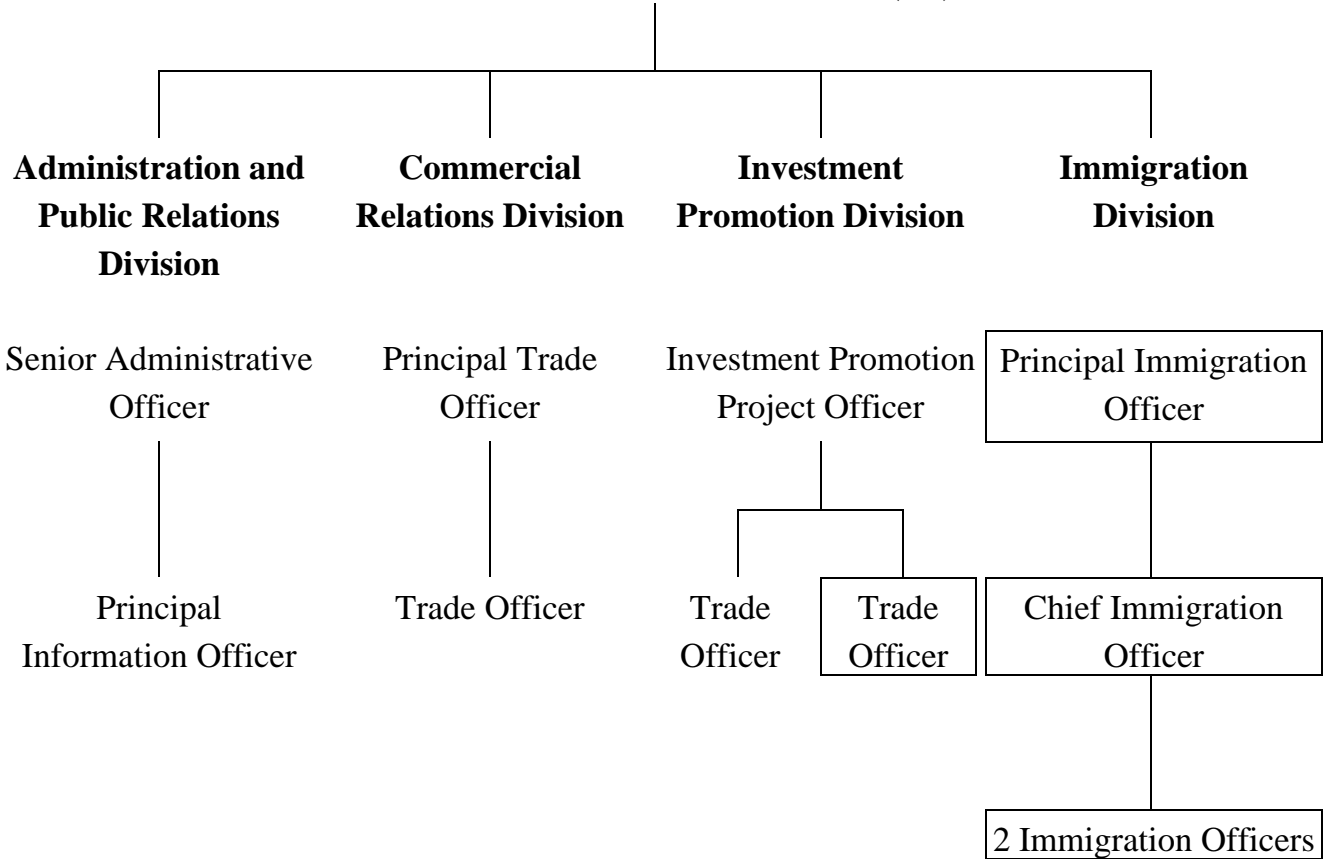 Administration and
Public Relations
Division
Commercial
Relations Division
Investment
Promotion Division
Immigration
Division
Senior Administrative
Officer
Principal Trade
Officer
Investment Promotion
Project Officer
Principal Immigration
Officer
Principal
Information Officer
Trade Officer
Trade
Officer
Trade
Officer
Chief Immigration
Officer
2 Immigration Officers